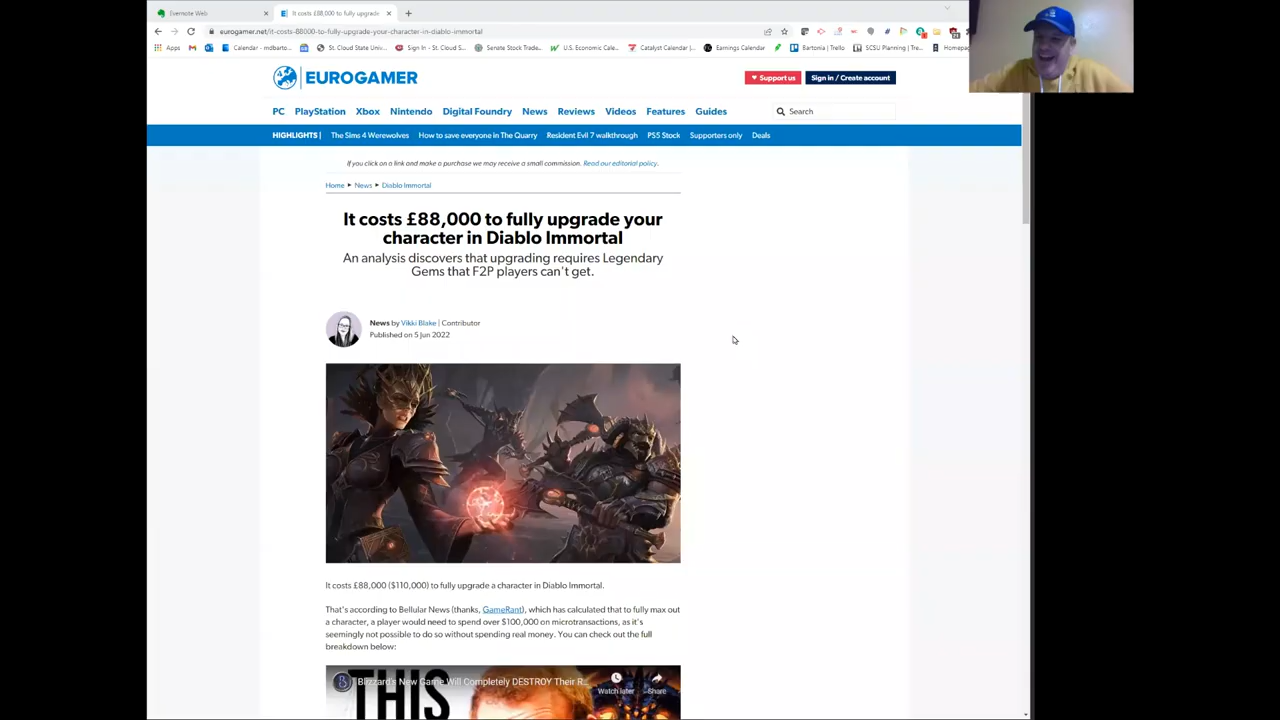 Evernote Web
It costs £88,000 to fully upgrade
eurogamer.net/it-costs-88000-to-fully-upgrade-your-character-in-diablo-immortal
Apps
Calendar - mdbarto...
St. Cloud State Univ...
Sign In - St. Cloud S...
Senate Stock Trade...
U.S. Economic Cale...
Catalyst Calendar |...
Earnings Calendar
Bartonia | Trello
SCSU Planning | Tre...
Homepag
EUROGAMER
Support us
Sign in / Create account
PC PlayStation Xbox Nintendo Digital Foundry News Reviews Videos Features Guides
Search
HIGHLIGHTS | The Sims 4 Werewolves How to save everyone in The Quarry Resident Evil 7 walkthrough PS5 Stock Supporters only Deals
If you click on a link and make a purchase we may receive a small commission. Read our editorial policy.
Home ▸ News ▸ Diablo Immortal
It costs £88,000 to fully upgrade your
character in Diablo Immortal
An analysis discovers that upgrading requires Legendary
Gems that F2P players can't get.
News by Vikki Blake | Contributor
Published on 5 Jun 2022
It costs £88,000 ($110,000) to fully upgrade a character in Diablo Immortal.
That's according to Bellular News (thanks, GameRant), which has calculated that to fully max out
a character, a player would need to spend over $100,000 on microtransactions, as it's
seemingly not possible to do so without spending real money. You can check out the full
breakdown below:
Blizzard's New Game Will Completely DESTROY Their R...
Watch later
Share
THIS